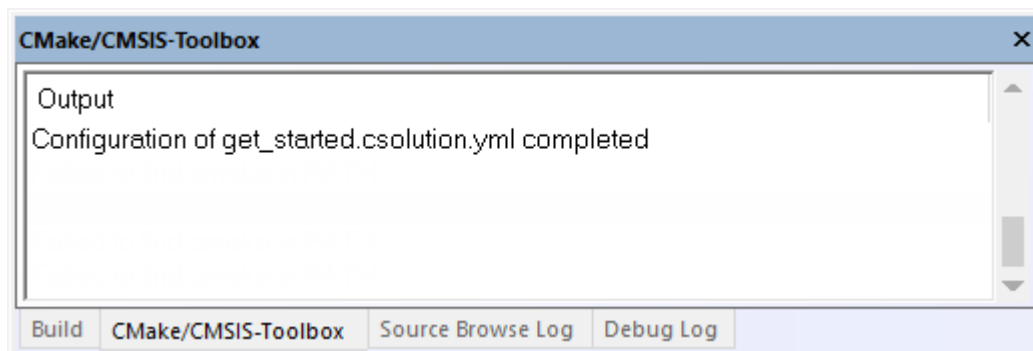 CMake/CMSIS-Toolbox
Output
Configuration of get_started.csolution.yml completed
Build CMake/CMSIS-Toolbox Source Browse Log Debug Log